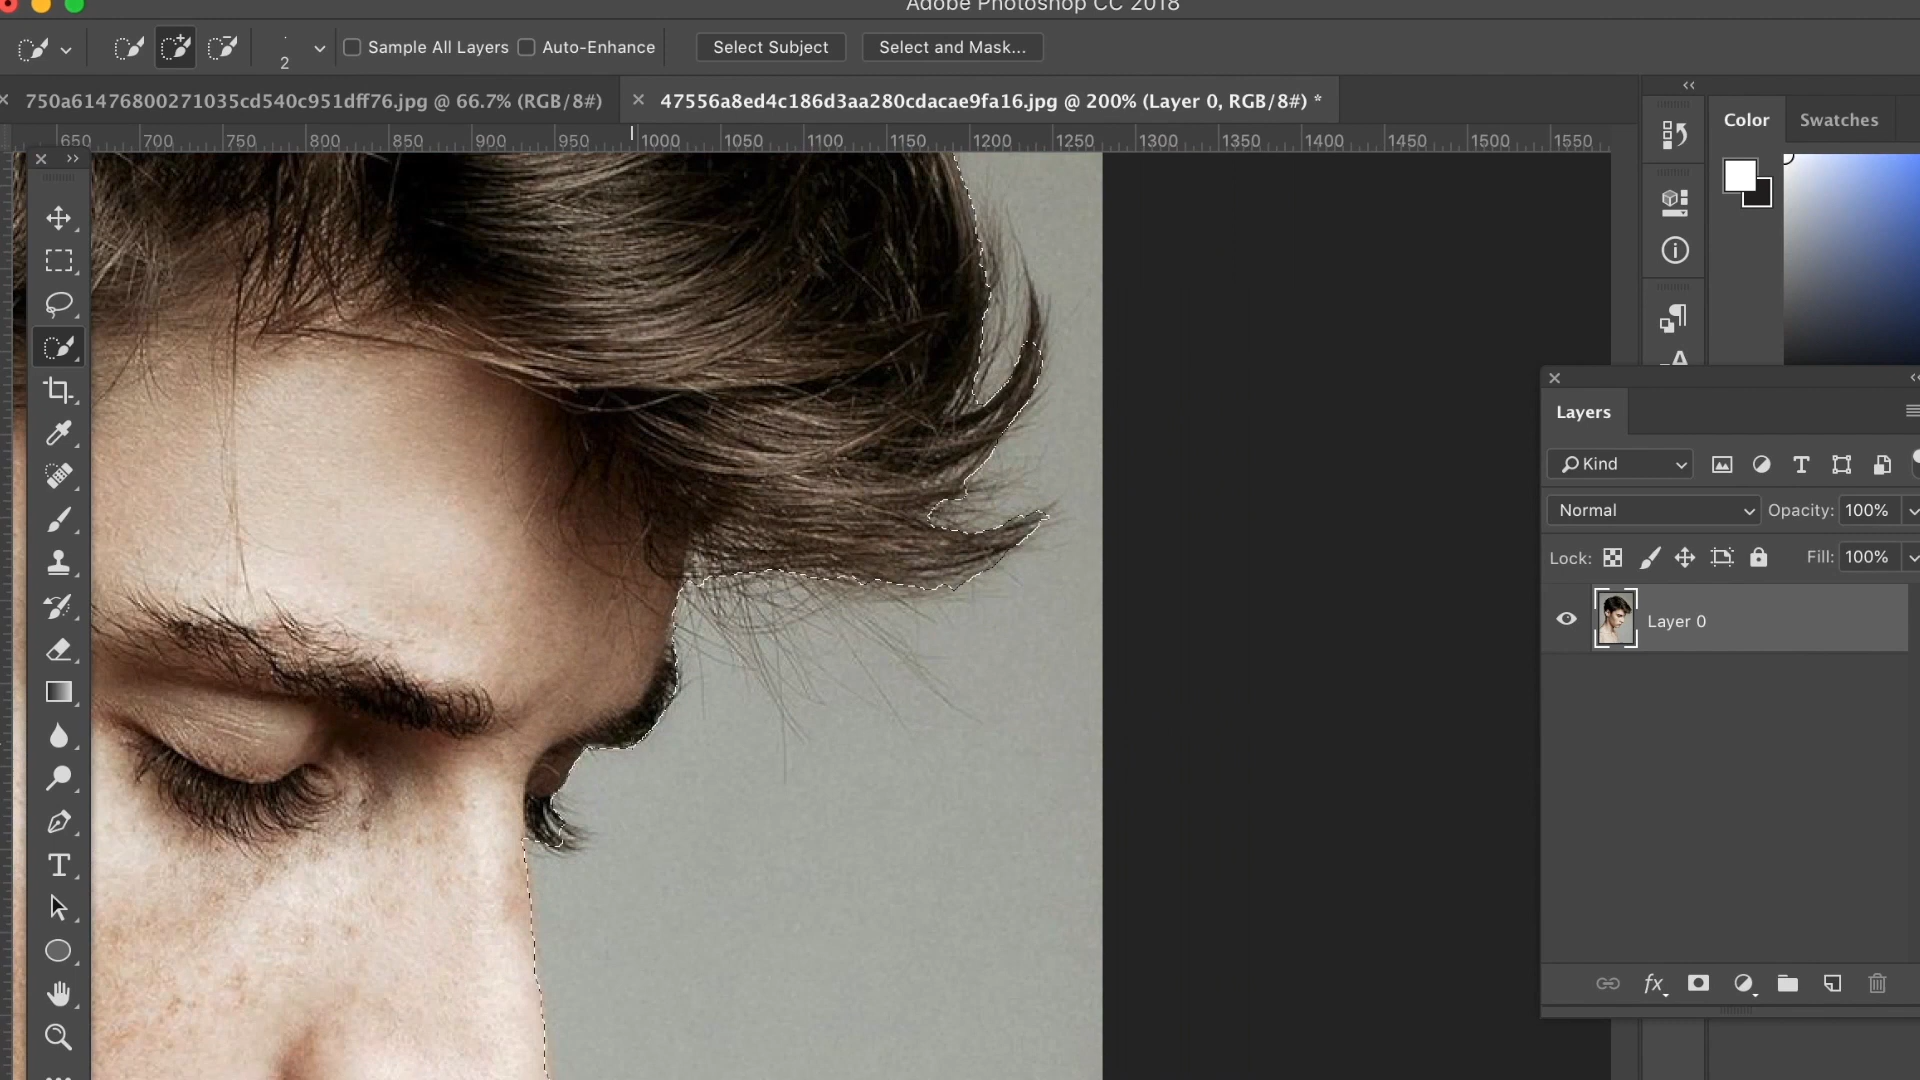 Adobe Photoshop CC 2018
2
Sample All Layers
Auto-Enhance
Select Subject
Select and Mask...
750a61476800271035cd540c951dff76.jpg @ 66.7% (RGB/8#)
47556a8ed4c186d3aa280cdacae9fa16.jpg @ 200% (Layer 0, RGB/8#) *
650 700 750 800 850 900 950 1000 1050 1100 1150 1200 1250 1300 1350 1400 1450 1500 1550
Color
Swatches
Layers
Kind
Normal
Opacity: 100%
Lock:
Fill: 100%
Layer 0